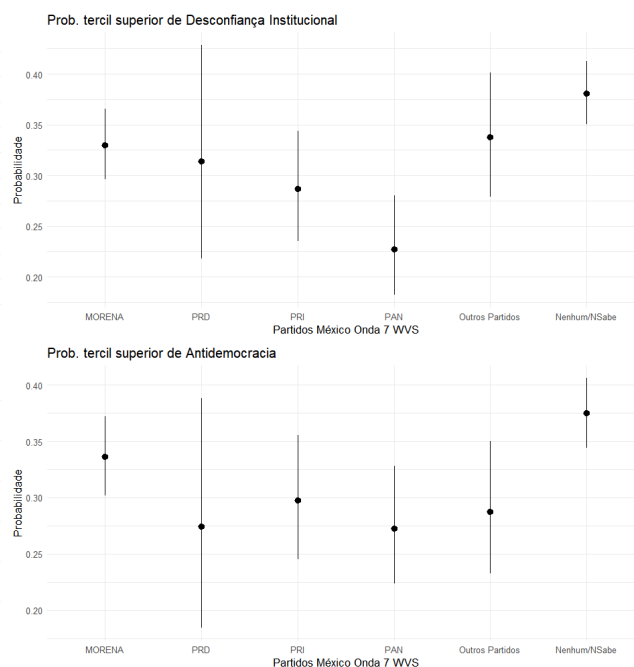 Prob. tercil superior de Desconfiança Institucional
Probabilidade
0.40
0.35
0.30
0.25
0.20
MORENA PRD PRI PAN Outros Partidos Nenhum/NSabe
Partidos México Onda 7 WVS
Prob. tercil superior de Antidemocracia
Probabilidade
0.40
0.35
0.30
0.25
0.20
MORENA PRD PRI PAN Outros Partidos Nenhum/NSabe
Partidos México Onda 7 WVS